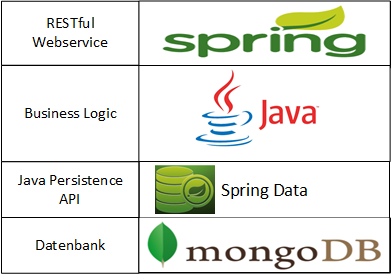 RESTful
Webservice
spring
Business Logic
Java
Java Persistence
API
Spring Data
Datenbank
mongoDB